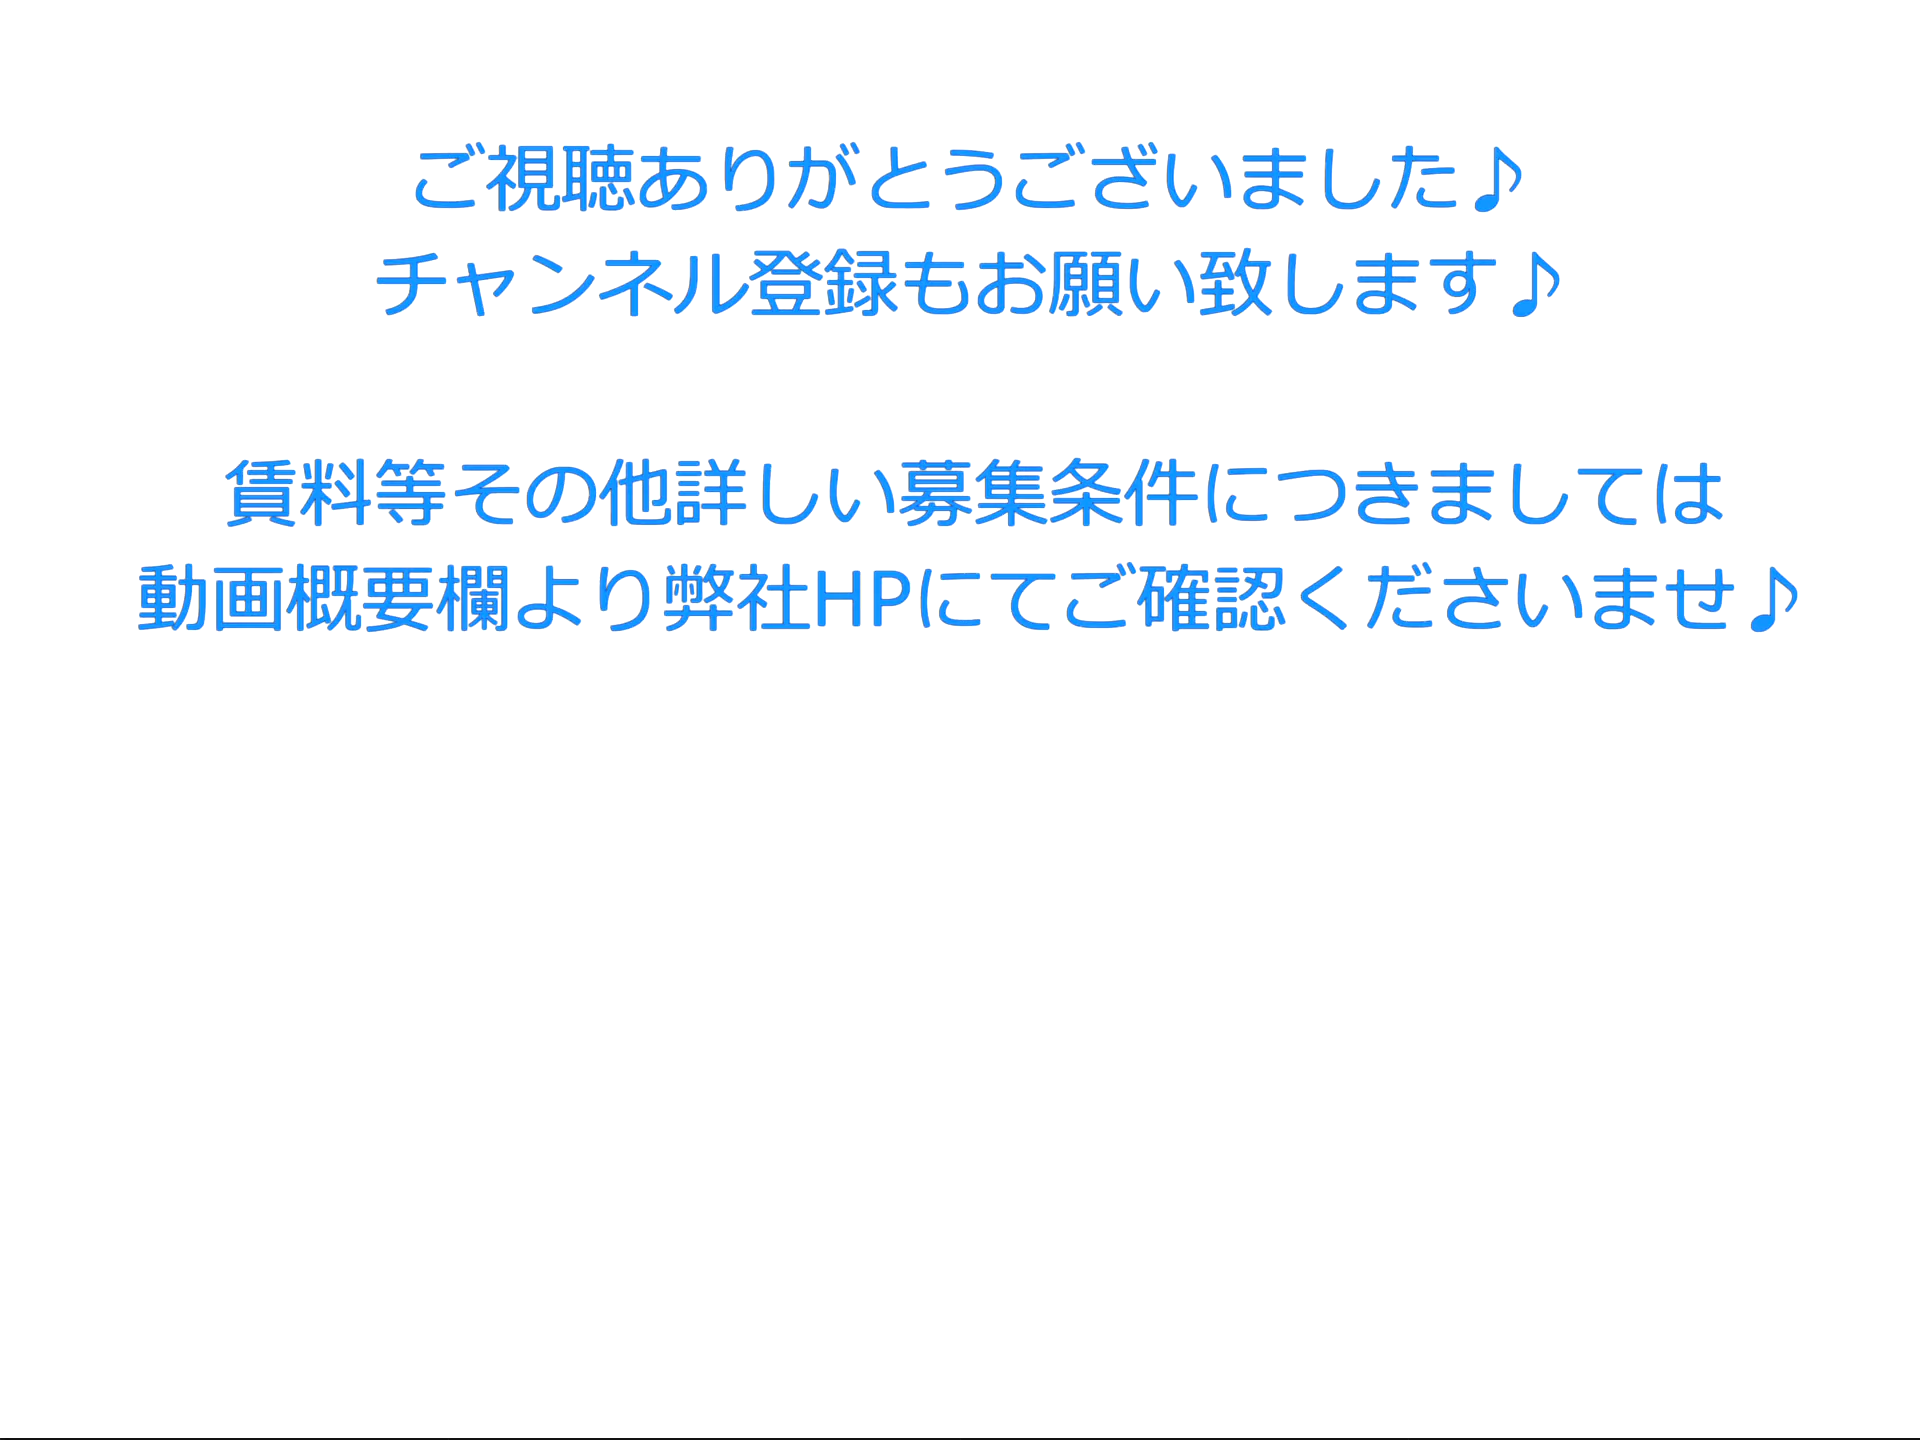 ご視聴ありがとうございました♪
チャンネル登録もお願い致します♪
賃料等その他詳しい募集条件につきましては
動画概要欄より弊社HPにてご確認くださいませ♪